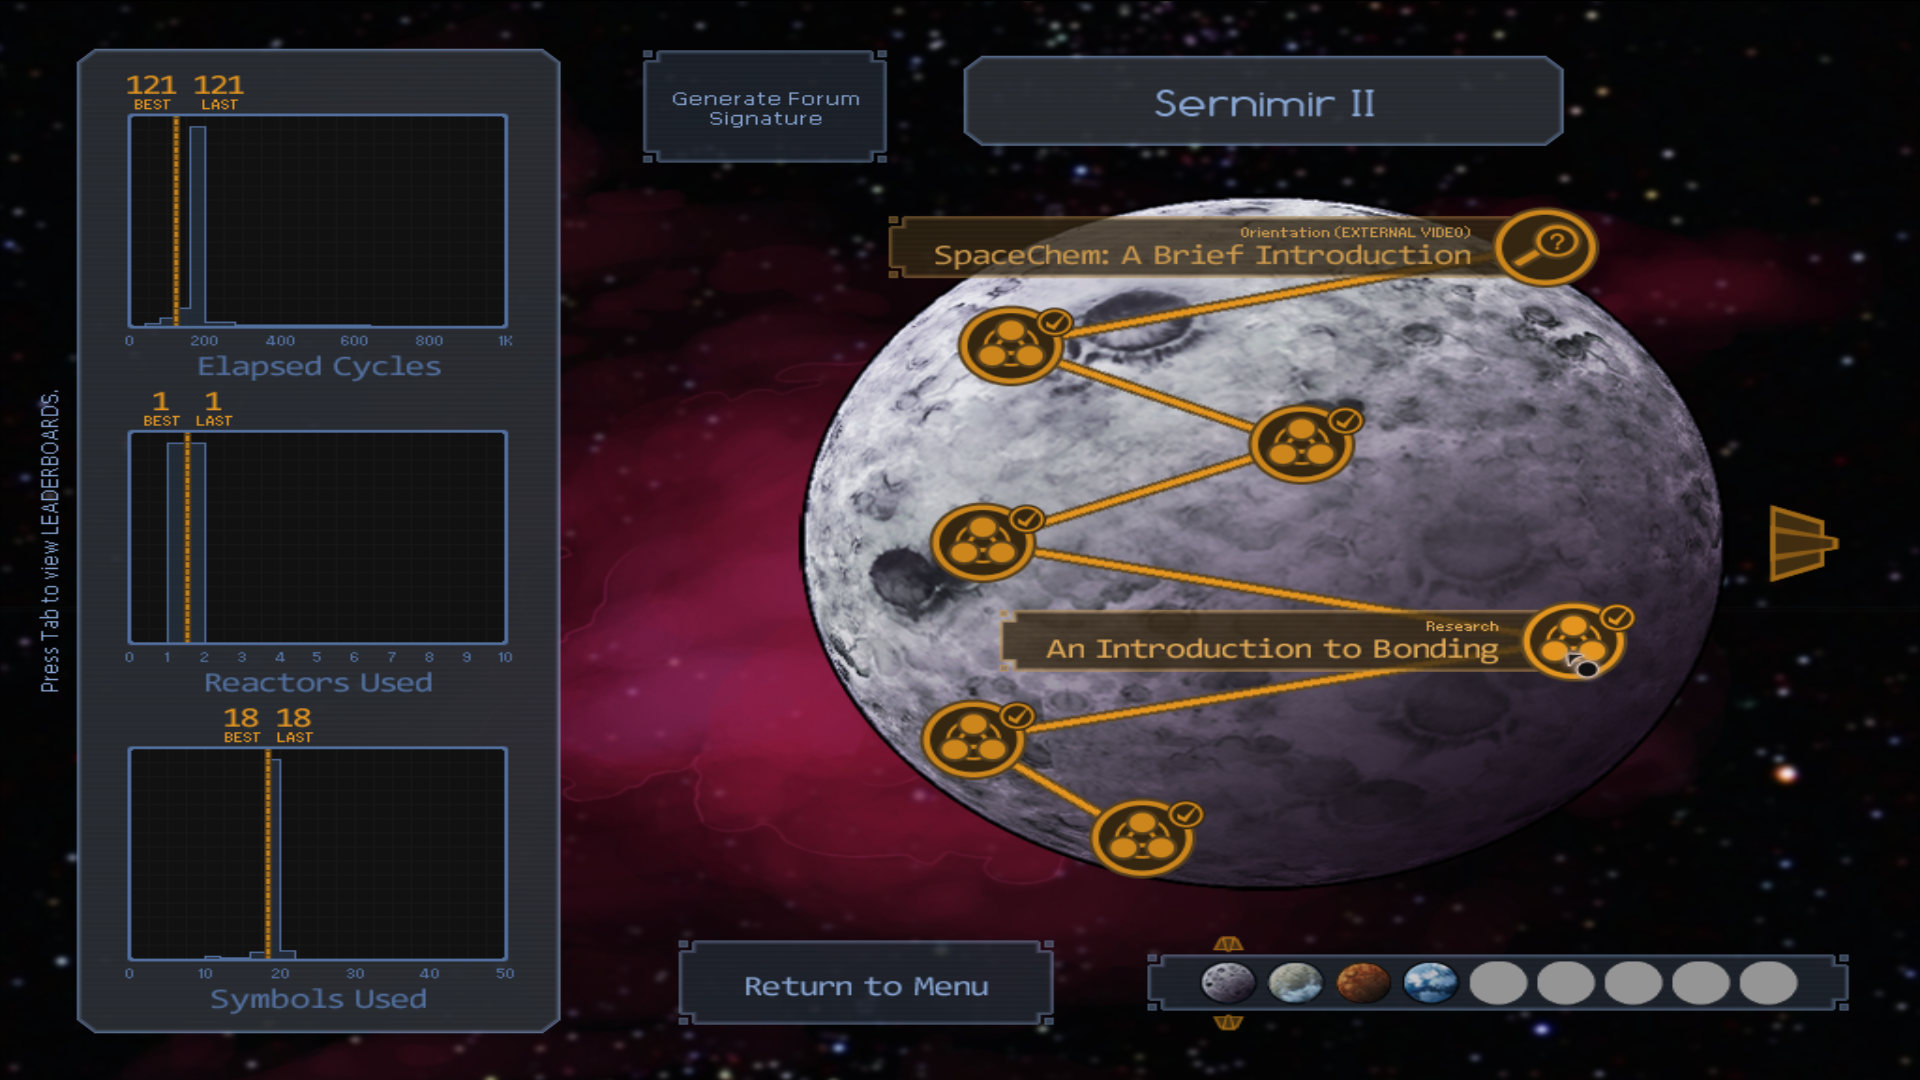 121 121
BEST LAST
0 200 400 600 800 1K
Elapsed Cycles
1 1
BEST LAST
0 1 2 3 4 5 6 7 8 9 10
Reactors Used
18 18
BEST LAST
0 10 20 30 40 50
Symbols Used
Press Tab to view LEADERBOARDS.
Generate Forum
Signature
Sernimir II
Orientation (EXTERNAL VIDEO)
SpaceChem: A Brief Introduction
?
Research
An Introduction to Bonding
Return to Menu